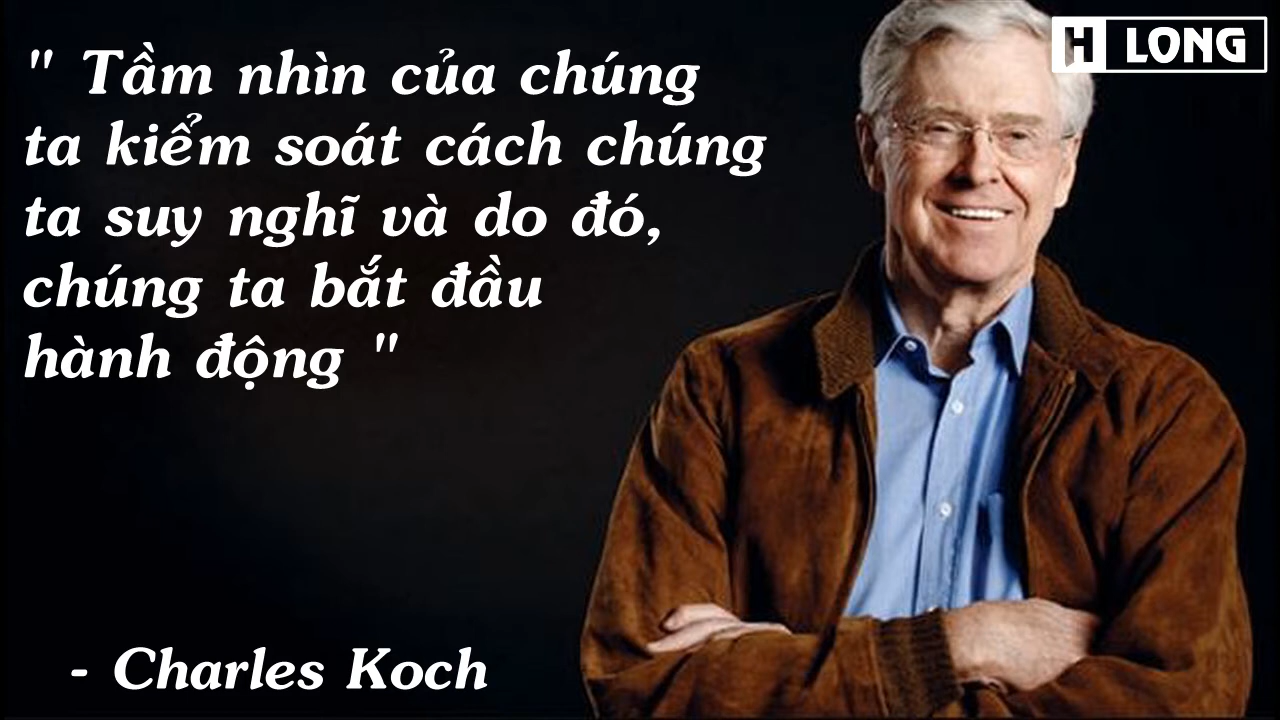 " Tầm nhìn của chúng
ta kiểm soát cách chúng
ta suy nghĩ và do đó,
chúng ta bắt đầu
hành động "
- Charles Koch
H LONG